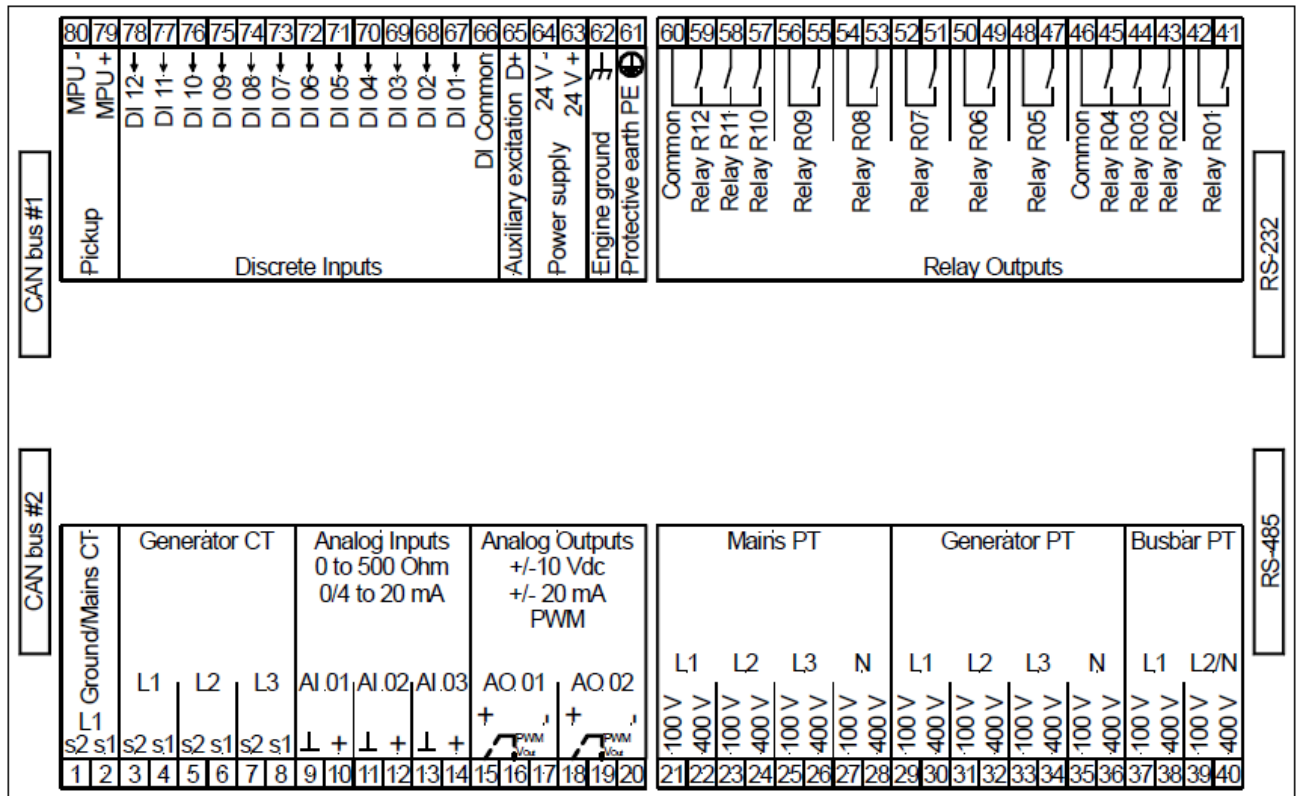 80 79 78 77 76 75 74 73 72 71 70 69 68 67 66 65 64 63 62 61
MPU -
MPU +
Pickup
DI 12
DI 11
DI 10
DI 09
DI 08
DI 07
DI 06
DI 05
DI 04
DI 03
DI 02
DI 01
DI Common
Discrete Inputs
Auxiliary excitation D+
24 V -
24 V +
Power supply
Engine ground
Protective earth PE
60 59 58 57 56 55 54 53 52 51 50 49 48 47 46 45 44 43 42 41
Common
Relay R12
Relay R11
Relay R10
Relay R09
Relay R08
Relay R07
Relay R06
Relay R05
Common
Relay R04
Relay R03
Relay R02
Relay R01
Relay Outputs
CAN bus #1
RS-232
CAN bus #2
RS-485
Ground/Mains CT
L1
s2 s1
Generator CT
L1 L2 L3
s2 s1 s2 s1 s2 s1
Analog Inputs
0 to 500 Ohm
0/4 to 20 mA
AI 01 AI 02 AI 03
+ + +
Analog Outputs
+/-10 Vdc
+/- 20 mA
PWM
AO 01 AO 02
+ - + -
PWM PWM
Vout Vout
Mains PT
L1 L2 L3 N
100 V 400 V 100 V 400 V 100 V 400 V 100 V 400 V
Generator PT
L1 L2 L3 N
100 V 400 V 100 V 400 V 100 V 400 V 100 V 400 V
Busbar PT
L1 L2/N
100 V 400 V 100 V 400 V
1 2 3 4 5 6 7 8 9 10 11 12 13 14 15 16 17 18 19 20
21 22 23 24 25 26 27 28 29 30 31 32 33 34 35 36 37 38 39 40